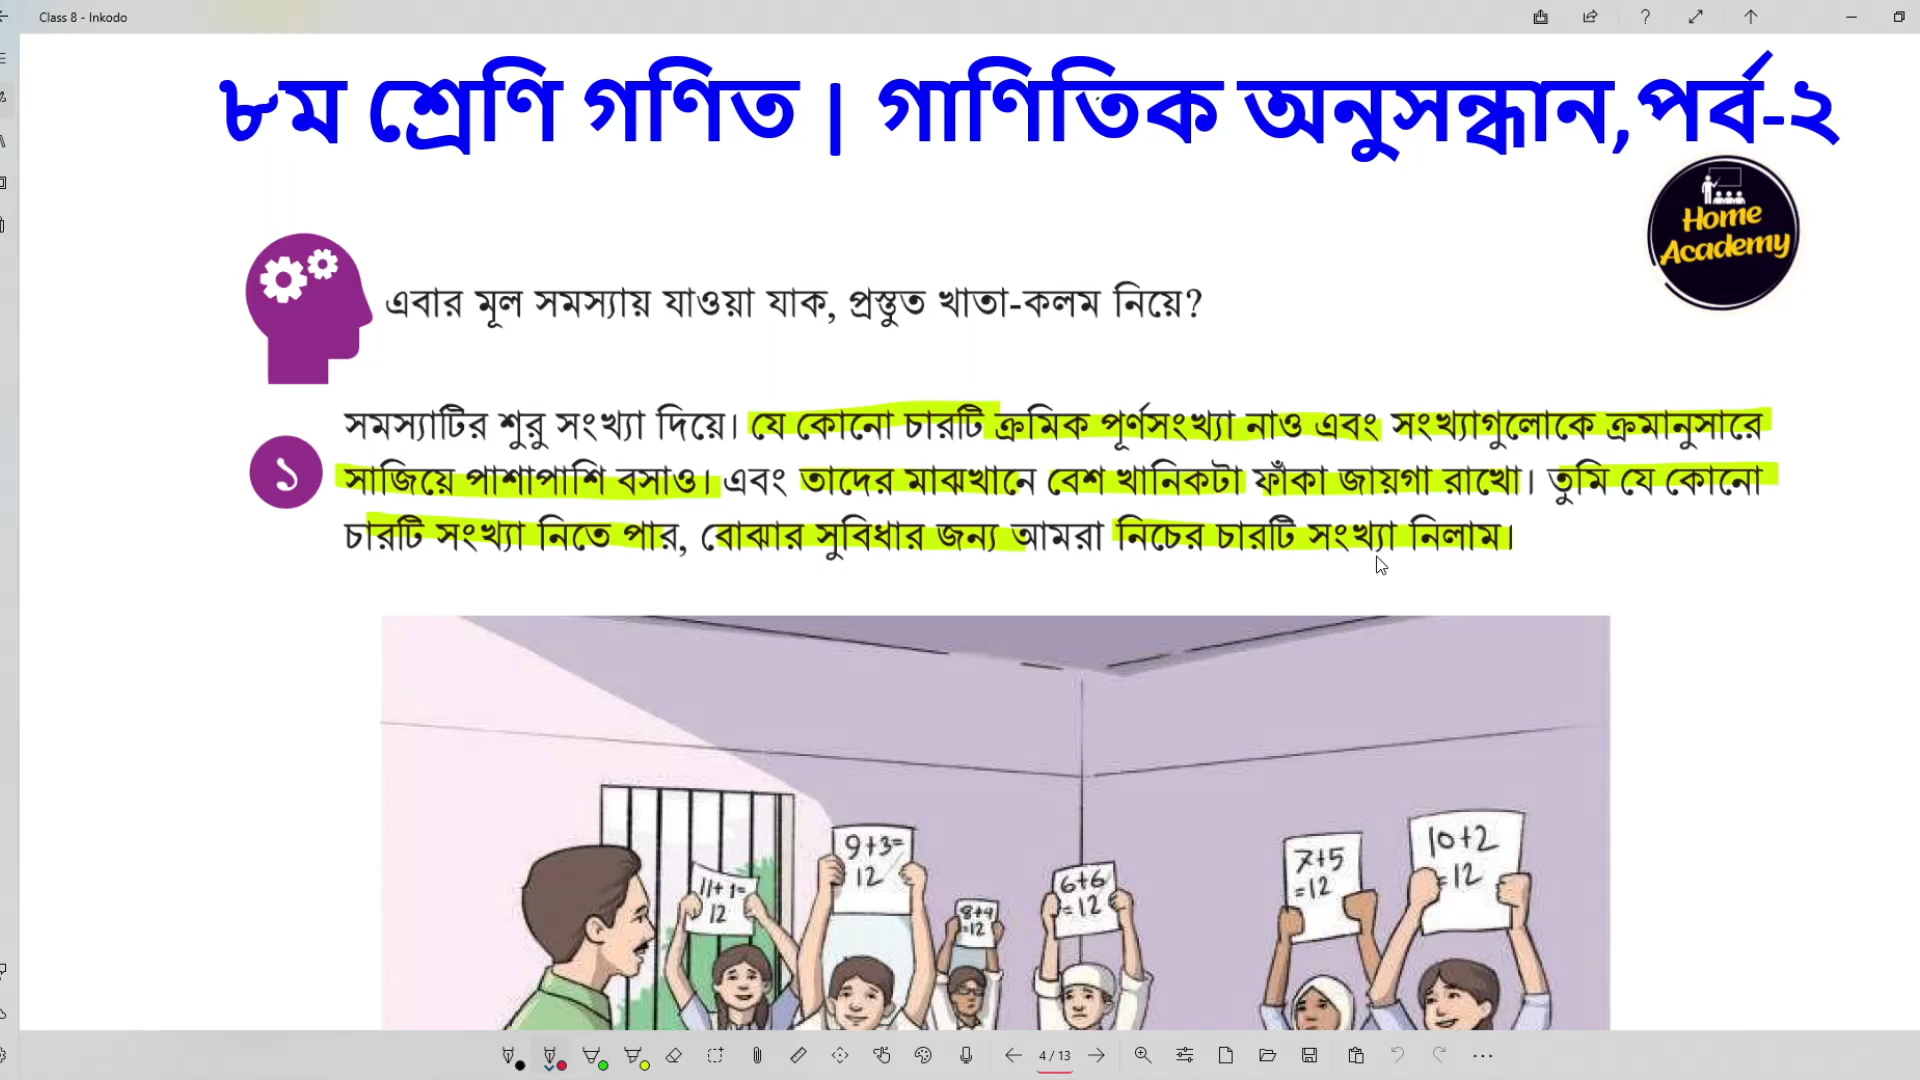 Class 8 - Inkodo
৮ম শ্রেণি গণিত | গাণিতিক অনুসন্ধান,পর্ব-২
Home
Academy
এবার মূল সমস্যায় যাওয়া যাক, প্রস্তুত খাতা-কলম নিয়ে?
১
সমস্যাটির শুরু সংখ্যা দিয়ে। যে কোনো চারটি ক্রমিক পূর্ণসংখ্যা নাও এবং সংখ্যাগুলোকে ক্রমানুসারে
সাজিয়ে পাশাপাশি বসাও। এবং তাদের মাঝখানে বেশ খানিকটা ফাঁকা জায়গা রাখো। তুমি যে কোনো
চারটি সংখ্যা নিতে পার, বোঝার সুবিধার জন্য আমরা নিচের চারটি সংখ্যা নিলাম।
11+1=
12
9+3=
12
8+4
=12
6+6
=12
7+5
=12
10+2
=12
4 / 13